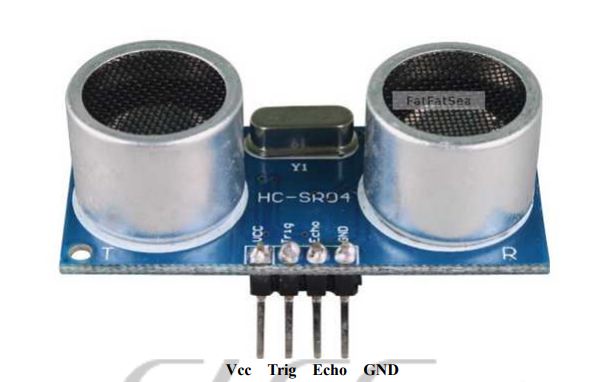 FatFatSea
Y1
HC-SR04
VCC Trig Echo GND
T R
Vcc Trig Echo GND